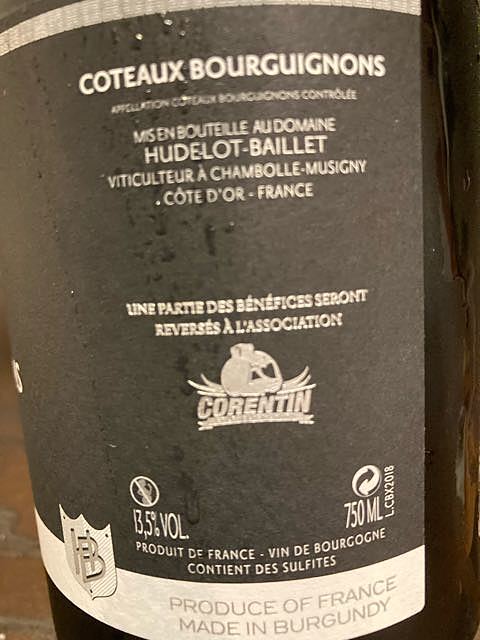 COTEAUX BOURGUIGNONS
APPELLATION COTEAUX BOURGUIGNONS CONTRÔLÉE
MIS EN BOUTEILLE AU DOMAINE
HUDELOT-BAILLET
VITICULTEUR À CHAMBOLLE-MUSIGNY
CÔTE D'OR - FRANCE
UNE PARTIE DES BÉNÉFICES SERONT
REVERSÉS À L'ASSOCIATION
CORENTIN
13,5% VOL.
750 ML
L.CBX2018
PRODUIT DE FRANCE - VIN DE BOURGOGNE
CONTIENT DES SULFITES
HB
PRODUCE OF FRANCE
MADE IN BURGUNDY